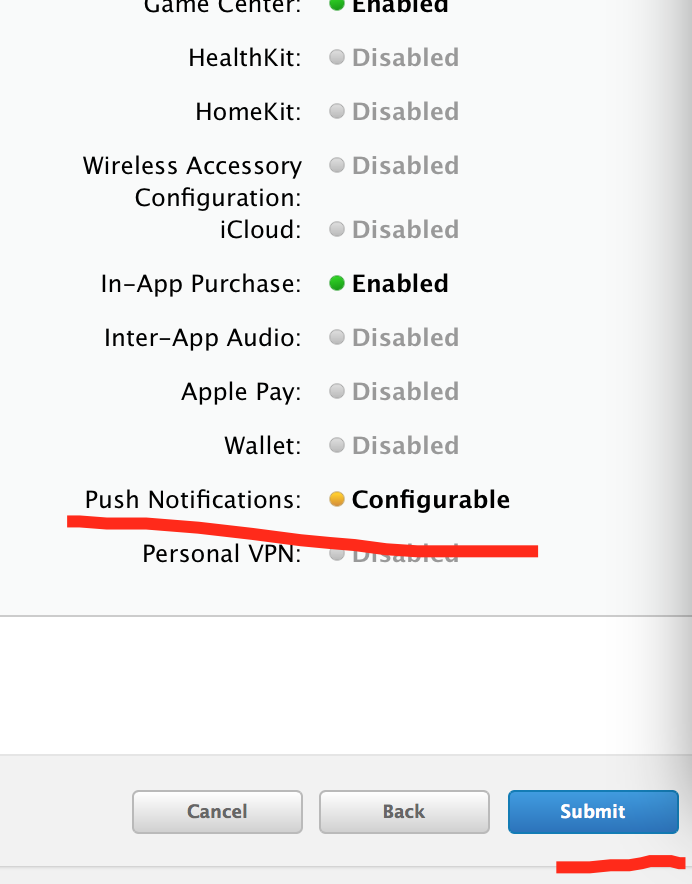 Game Center: Enabled
HealthKit: Disabled
HomeKit: Disabled
Wireless Accessory Disabled
Configuration:
iCloud: Disabled
In-App Purchase: Enabled
Inter-App Audio: Disabled
Apple Pay: Disabled
Wallet: Disabled
Push Notifications: Configurable
Personal VPN: Disabled
Cancel Back Submit